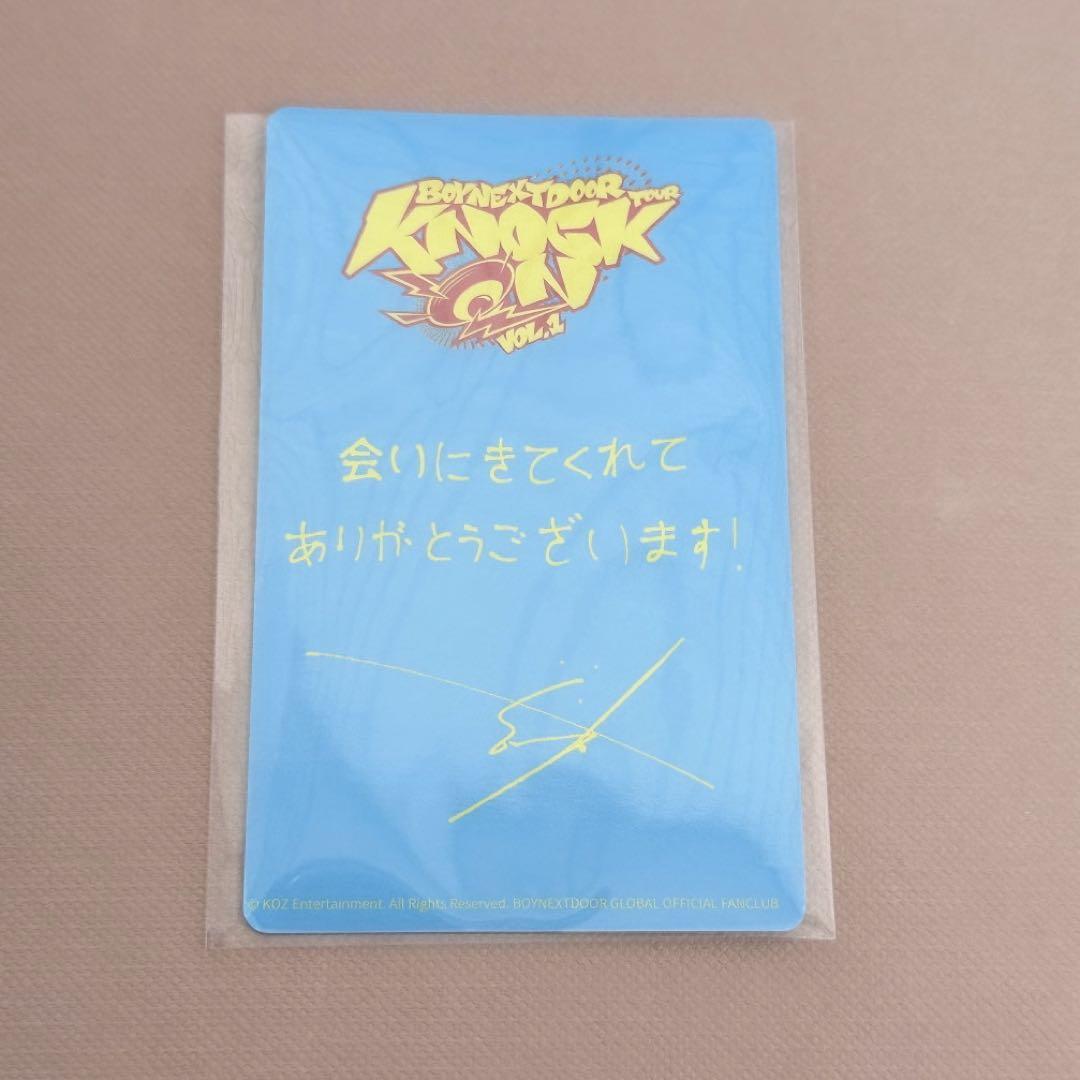 BOYNEXTDOOR TOUR
KNOCK
ON
VOL.1
会いにきてくれて
ありがとうございます!
© KOZ Entertainment. All Rights Reserved. BOYNEXTDOOR GLOBAL OFFICIAL FANCLUB